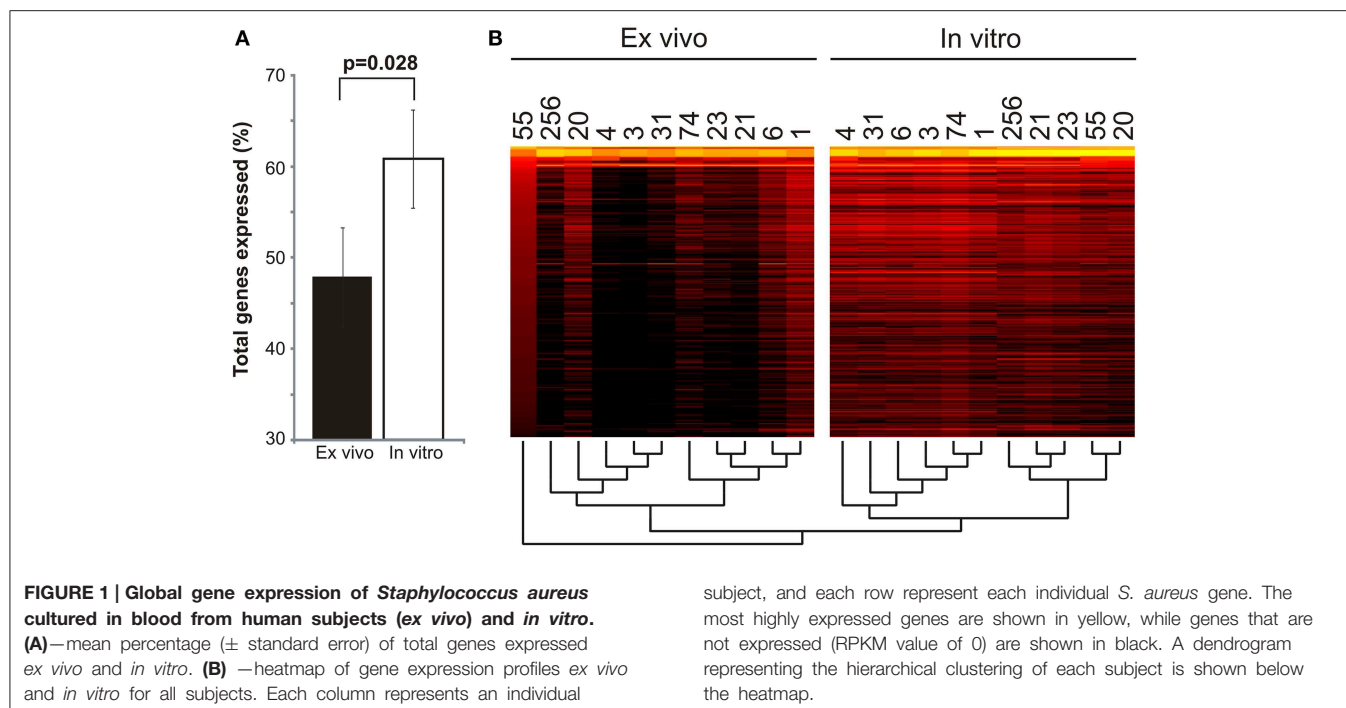 A
p=0.028
70
60
50
40
30
Total genes expressed (%)
Ex vivo
In vitro
B
Ex vivo
In vitro
55 256 20 4 3 31 74 23 21 6 1
4 31 6 3 74 1 256 21 23 55 20
FIGURE 1 | Global gene expression of Staphylococcus aureus
cultured in blood from human subjects (ex vivo) and in vitro.
(A)—mean percentage (± standard error) of total genes expressed
ex vivo and in vitro. (B) —heatmap of gene expression profiles ex vivo
and in vitro for all subjects. Each column represents an individual
subject, and each row represent each individual S. aureus gene. The
most highly expressed genes are shown in yellow, while genes that are
not expressed (RPKM value of 0) are shown in black. A dendrogram
representing the hierarchical clustering of each subject is shown below
the heatmap.